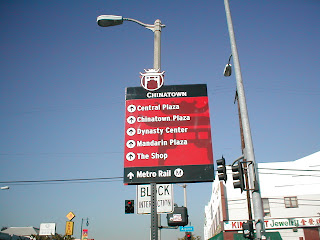 CHINATOWN
Central Plaza
Chinatown Plaza
Dynasty Center
Mandarin Plaza
The Shop
Metro Rail M
BLOCK
INTERSECTION
Jewelry